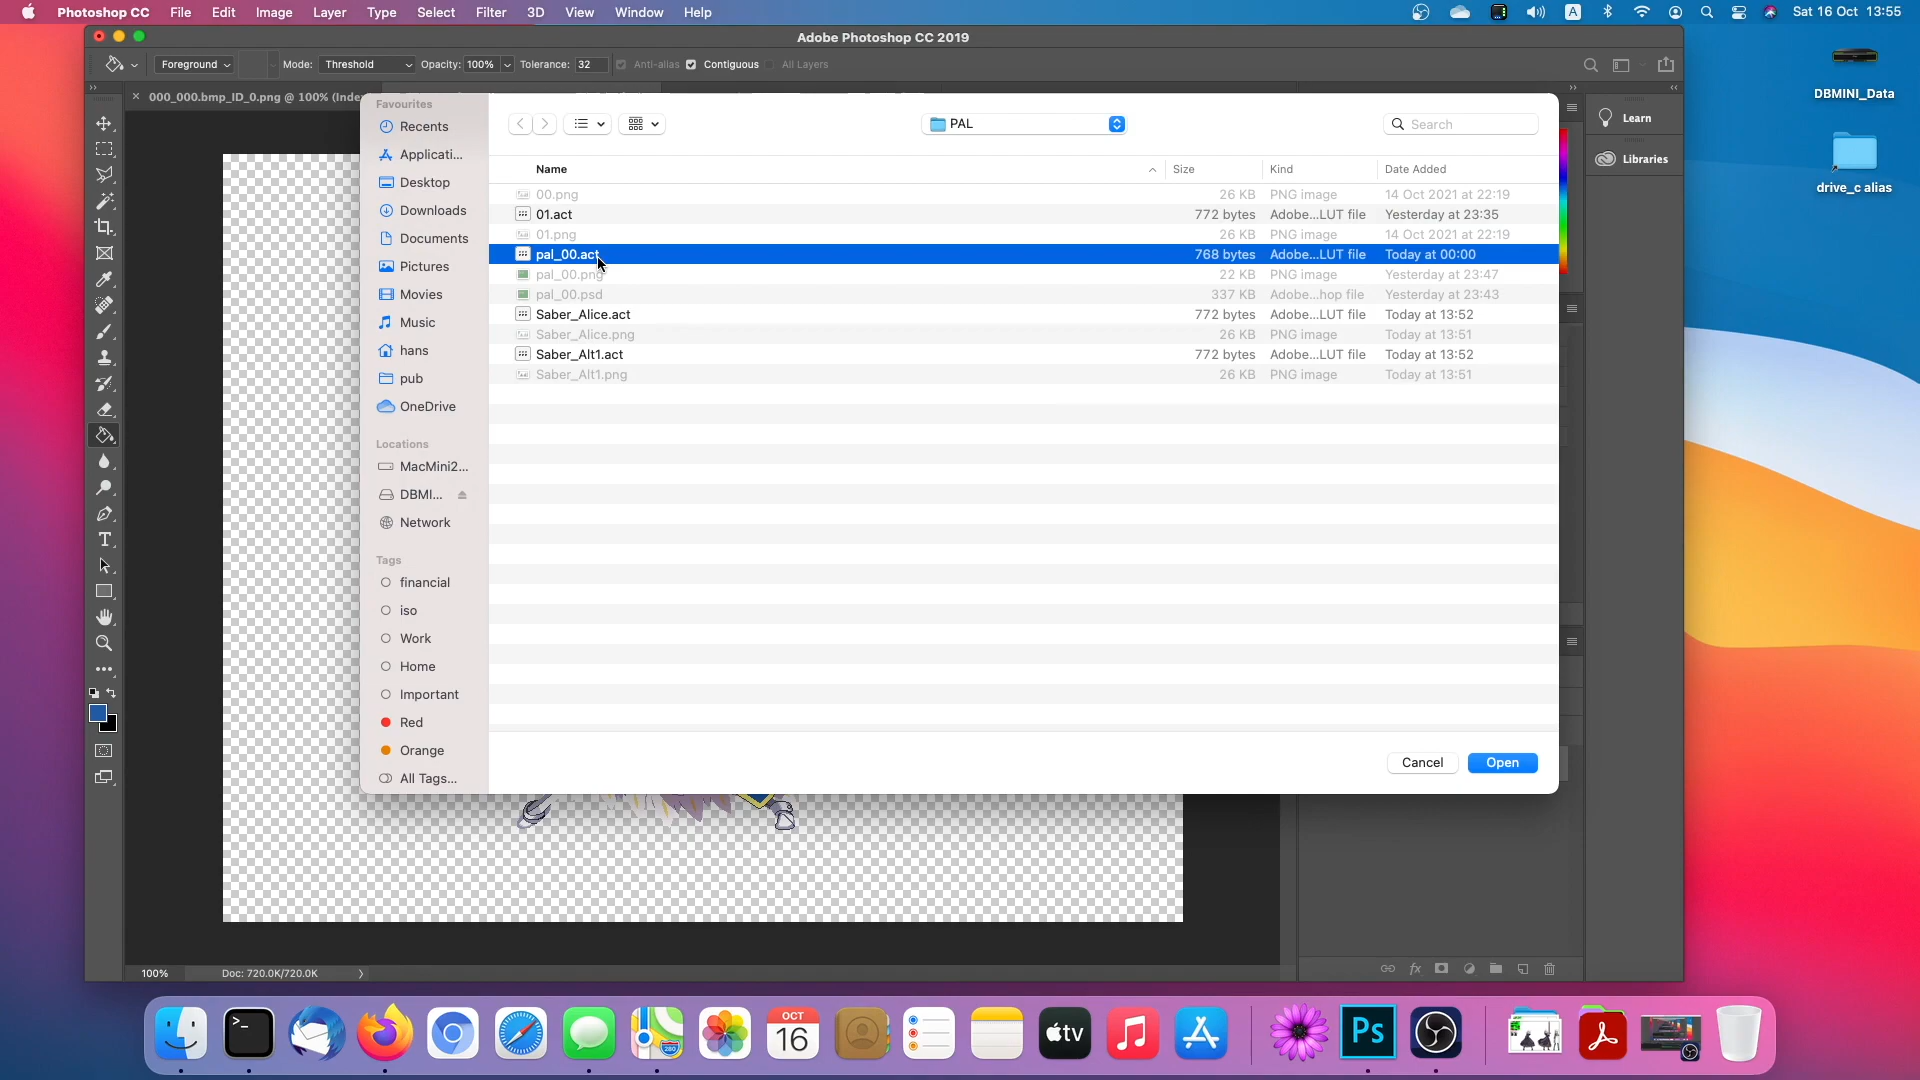 Photoshop CC File Edit Image Layer Type Select Filter 3D View Window Help
A Sat 16 Oct 13:55
Adobe Photoshop CC 2019
Foreground Mode: Threshold Opacity: 100% Tolerance: 32 Anti-alias Contiguous All Layers
000_000.bmp_ID_0.png @ 100% (Inde
Favourites
Recents
Applicati...
Desktop
Downloads
Documents
Pictures
Movies
Music
hans
pub
OneDrive
Locations
MacMini2...
DBMI...
Network
Tags
financial
iso
Work
Home
Important
Red
Orange
All Tags...
PAL
Search
Name Size Kind Date Added
00.png 26 KB PNG image 14 Oct 2021 at 22:19
01.act 772 bytes Adobe...LUT file Yesterday at 23:35
01.png 26 KB PNG image 14 Oct 2021 at 22:19
pal_00.act 768 bytes Adobe...LUT file Today at 00:00
pal_00.png 22 KB PNG image Yesterday at 23:47
pal_00.psd 337 KB Adobe...hop file Yesterday at 23:43
Saber_Alice.act 772 bytes Adobe...LUT file Today at 13:52
Saber_Alice.png 26 KB PNG image Today at 13:51
Saber_Alt1.act 772 bytes Adobe...LUT file Today at 13:52
Saber_Alt1.png 26 KB PNG image Today at 13:51
Cancel Open
Learn
Libraries
DBMINI_Data
drive_c alias
100% Doc: 720.0K/720.0K
fx
280
OCT
16
tv
Ps